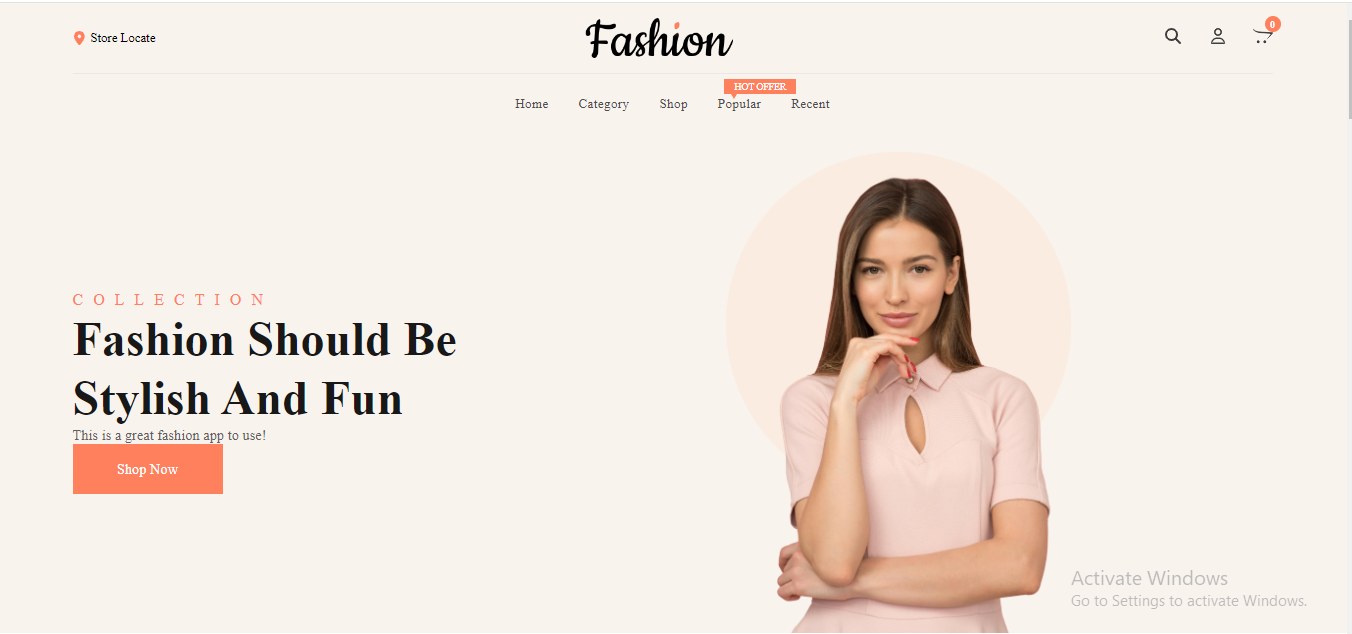 Store Locate
Fashion
0
HOT OFFER
Home Category Shop Popular Recent
COLLECTION
Fashion Should Be
Stylish And Fun
This is a great fashion app to use!
Shop Now
Activate Windows
Go to Settings to activate Windows.